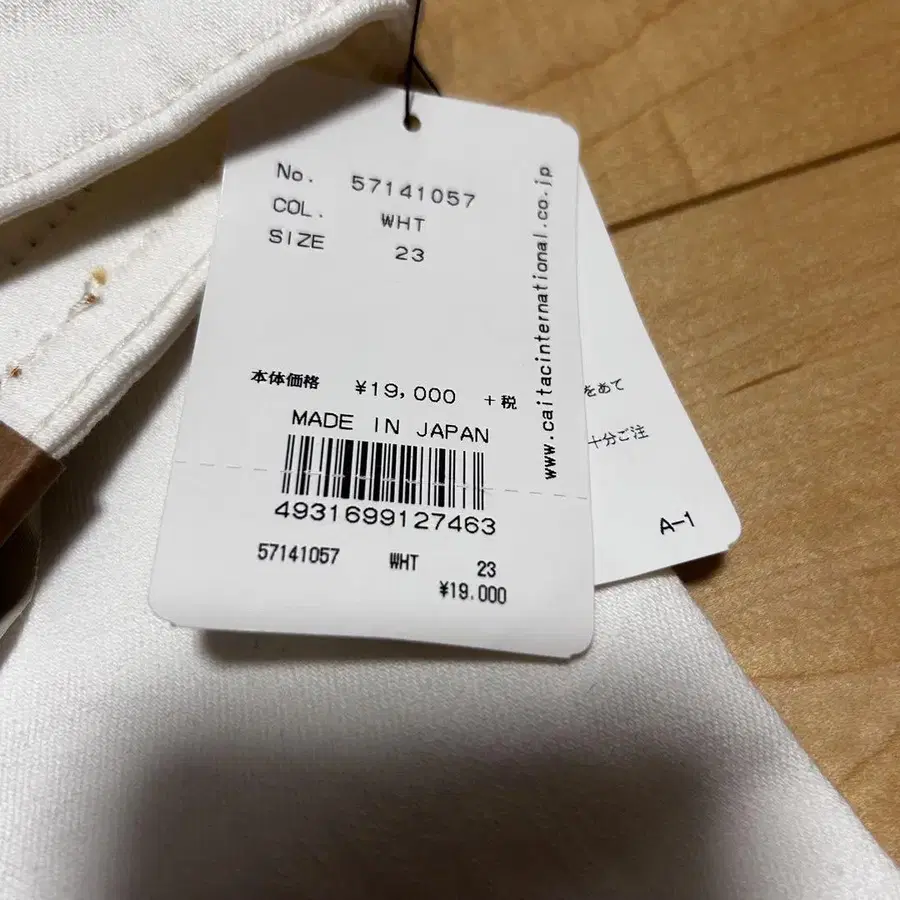 No. 57141057
COL. WHT
SIZE 23
本体価格 ¥19,000 +税
MADE IN JAPAN
4931699127463
57141057 WHT 23
¥19.000
www.caitacinternational.co.jp
をあて
十分ご注
A-1